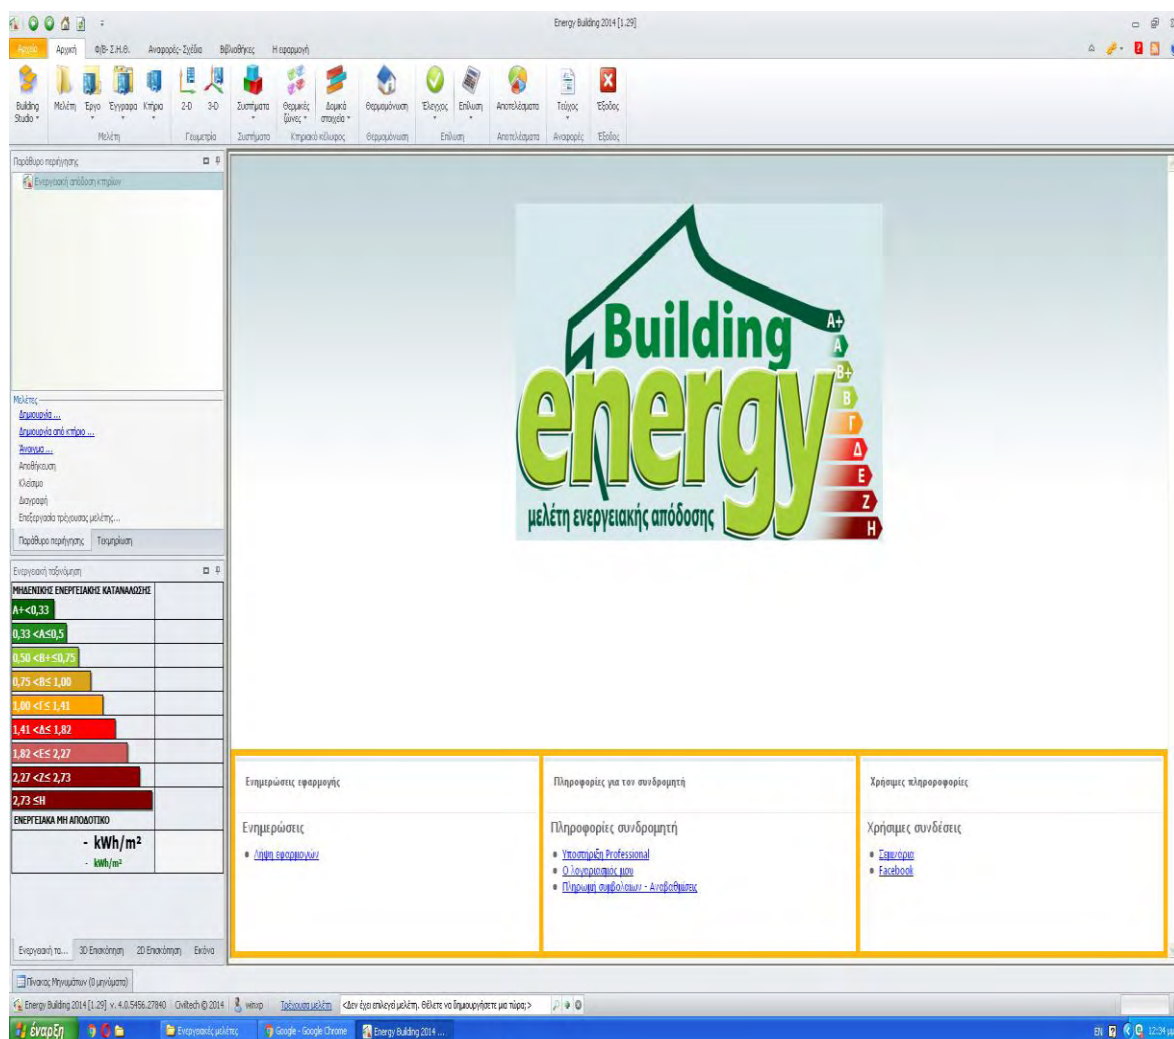 Energy Building 2014 [1.29]
Αρχείο Αρχική Φ/Β- Σ.Η.Θ. Αναφορές- Σχέδια Βιβλιοθήκες Η εφαρμογή
Building Studio Μελέτη Έργο Έγγραφα Κτήρια 2-D 3-D Συστήματα Θερμικές ζώνες Δομικά στοιχεία Θερμομόνωση Έλεγχος Επίλυση Αποτελέσματα Τεύχος Έξοδος
Μελέτη Γεωμετρία Συστήματα Κτηριακό κέλυφος Θερμομόνωση Επίλυση Αποτελέσματα Αναφορές Έξοδος
Παράθυρο περιήγησης
Ενεργειακή απόδοση κτηρίων
Μελέτες
Δημιουργία ...
Δημιουργία από κτήριο ...
Άνοιγμα ...
Αποθήκευση
Κλείσιμο
Διαγραφή
Επεξεργασία τρέχουσας μελέτης...
Παράθυρο περιήγησης Τεκμηρίωση
Ενεργειακή ταξινόμηση
ΜΗΔΕΝΙΚΗΣ ΕΝΕΡΓΕΙΑΚΗΣ ΚΑΤΑΝΑΛΩΣΗΣ
A+<0,33
0,33 <A≤0,5
0,50 <B+≤0,75
0,75 <B≤ 1,00
1,00 <Γ≤ 1,41
1,41 <Δ≤ 1,82
1,82 <E≤ 2,27
2,27 <Z≤ 2,73
2,73 ≤H
ΕΝΕΡΓΕΙΑΚΑ ΜΗ ΑΠΟΔΟΤΙΚΟ
- kWh/m²
- kWh/m²
Ενεργειακή τα... 3D Επισκόπηση 2D Επισκόπηση Εικόνα
Building
energy
μελέτη ενεργειακής απόδοσης
A+
A
B+
B
Γ
Δ
E
Z
H
Ενημερώσεις εφαρμογής
Ενημερώσεις
Λήψη εφαρμογών
Πληροφορίες για τον συνδρομητή
Πληροφορίες συνδρομητή
Υποστήριξη Professional
Ο λογαριασμός μου
Πληρωμή συμβολαίων - Αναβαθμίσεις
Χρήσιμες πληροροφορίες
Χρήσιμες συνδέσεις
Σεμινάρια
Facebook
Πίνακας Μηνυμάτων (0 μηνύματα)
Energy Building 2014 [1.29] v. 4.0.5456.27840 Civiltech © 2014 winxp Τρέχουσα μελέτη <Δεν έχει επιλεγεί μελέτη. Θέλετε να δημιουργήσετε μια τώρα;>
έναρξη Ενεργειακές μελέτες Google - Google Chrome Energy Building 2014 ... EN 12:34 μμ